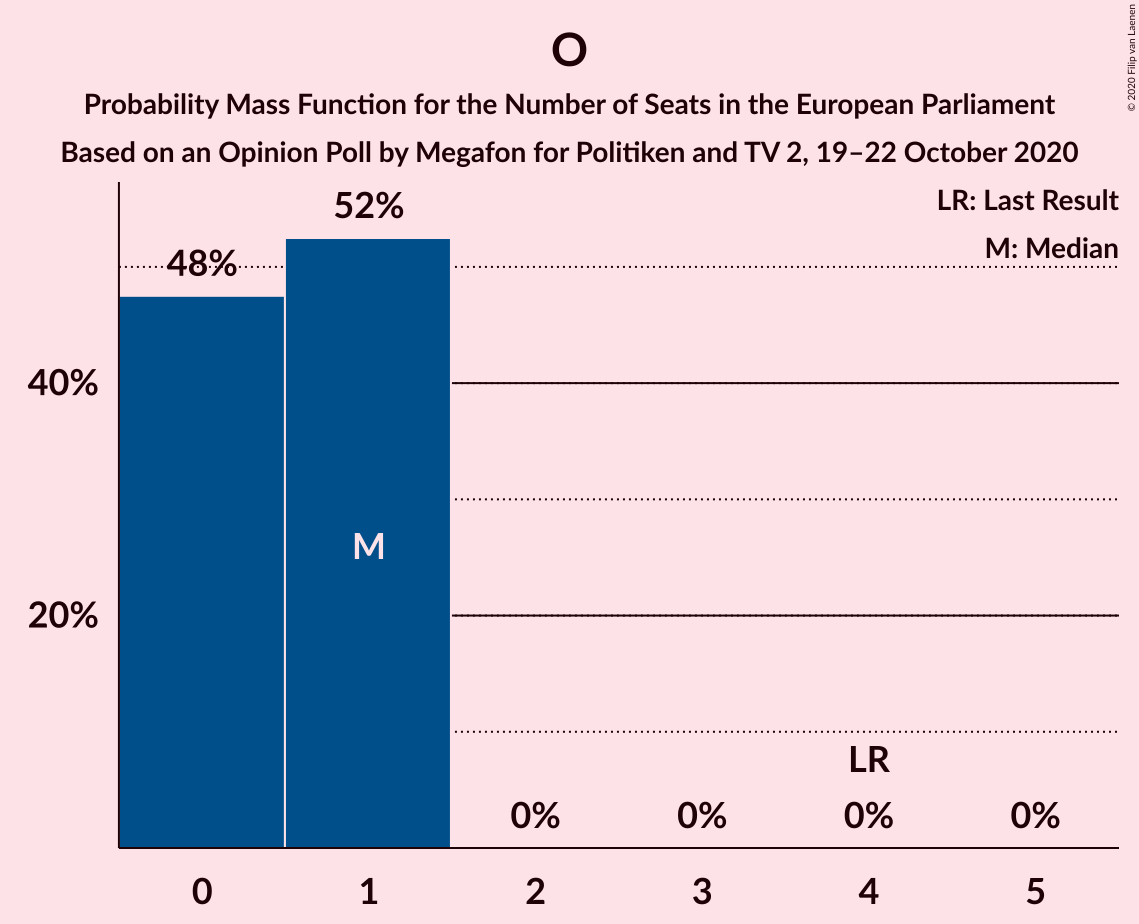 O
Probability Mass Function for the Number of Seats in the European Parliament
Based on an Opinion Poll by Megafon for Politiken and TV 2, 19–22 October 2020
© 2020 Filip van Laenen
LR: Last Result
M: Median
52%
48%
40%
M
20%
LR
0% 0% 0% 0%
0 1 2 3 4 5